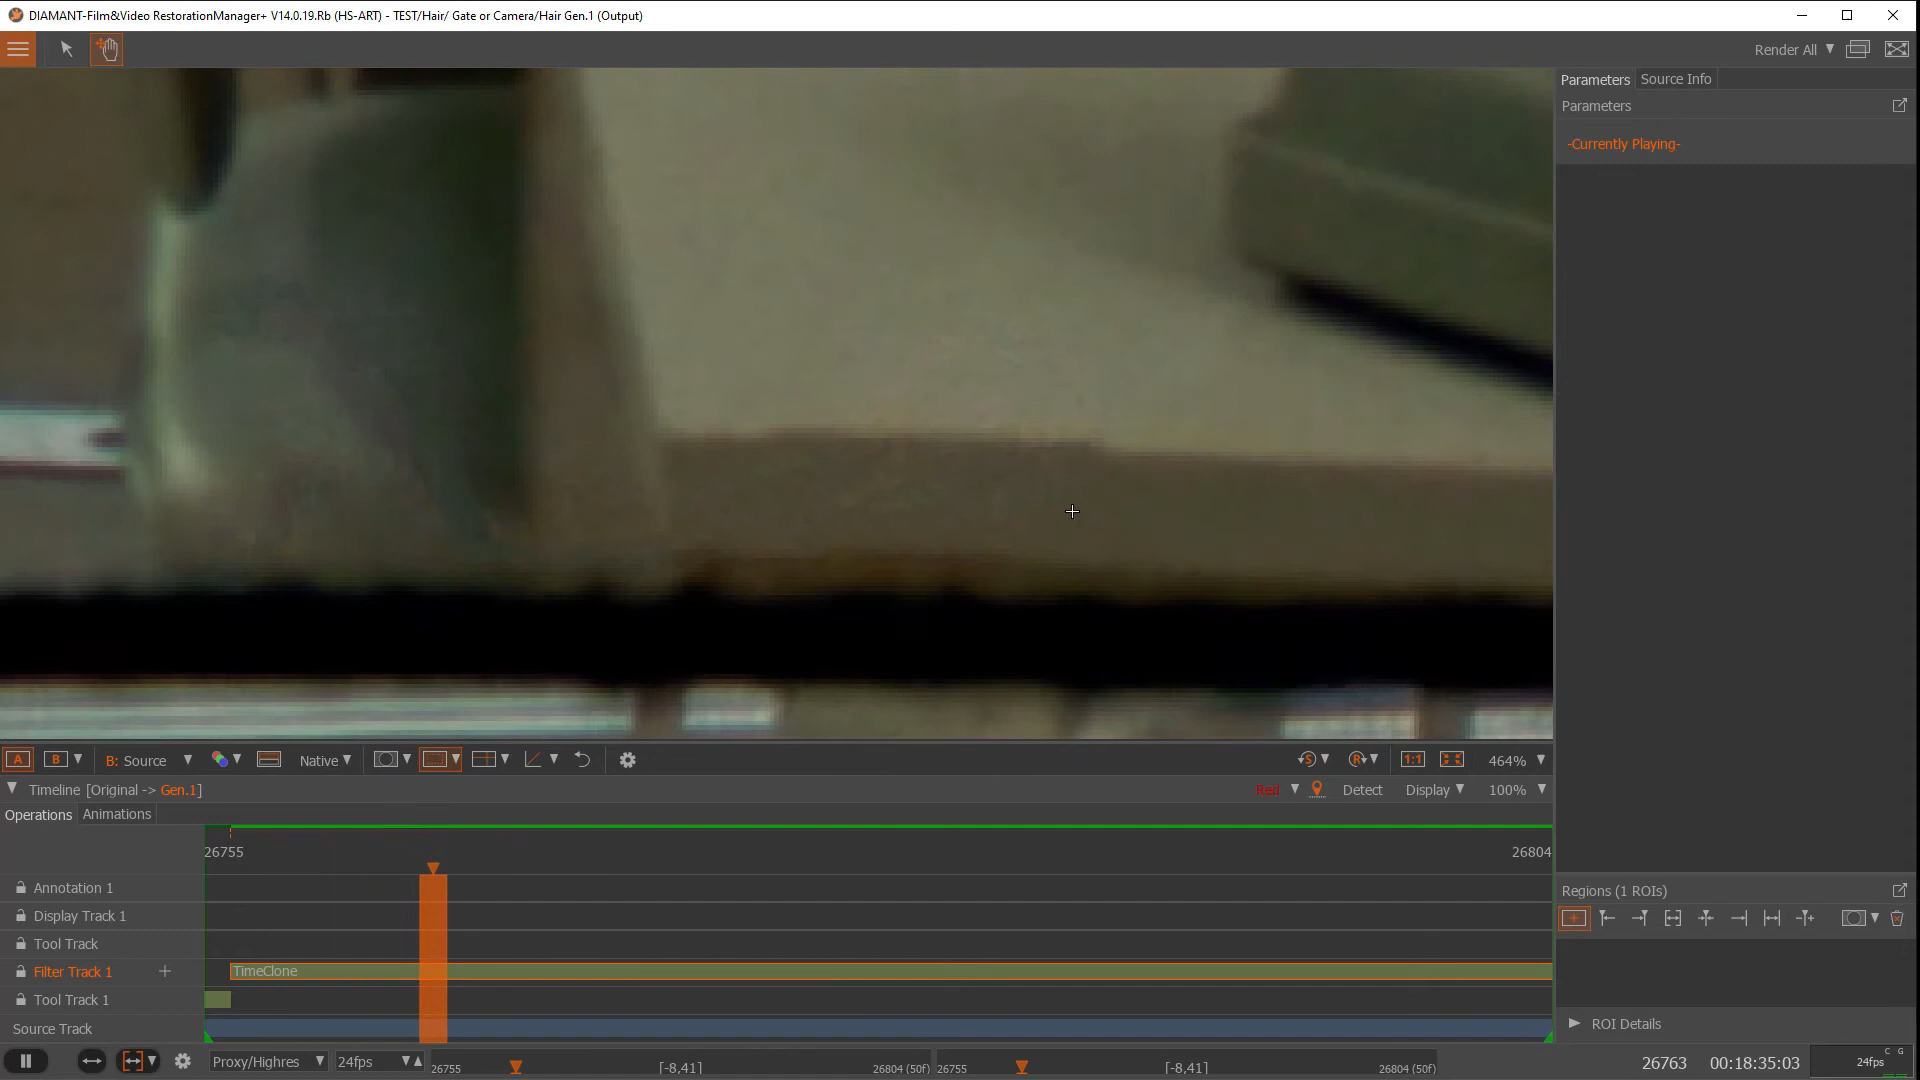 DIAMANT-Film&Video RestorationManager+ V14.0.19.Rb (HS-ART) - TEST/Hair/ Gate or Camera/Hair Gen.1 (Output)
Render All
Parameters Source Info
Parameters
-Currently Playing-
A B B: Source Native S R 1:1 464%
Timeline [Original -> Gen.1] Red Detect Display 100%
Operations Animations
26755 26804
Annotation 1
Display Track 1
Tool Track
Filter Track 1 TimeClone
Tool Track 1
Source Track
Regions (1 ROIs)
ROI Details
Proxy/Highres 24fps 26755 [-8,41] 26804 (50f) 26755 [-8,41] 26804 (50f) 26763 00:18:35:03 24fps C G